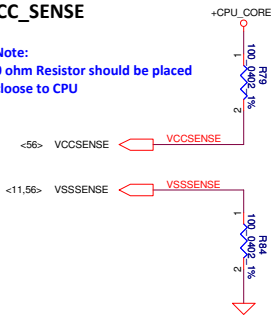 CC_SENSE
+CPU_CORE
Note:
0 ohm Resistor should be placed
cloose to CPU
1
R79
100_0402_1%
2
<56> VCCSENSE
VCCSENSE
<11,56> VSSSENSE
VSSSENSE
1
R84
100_0402_1%
2